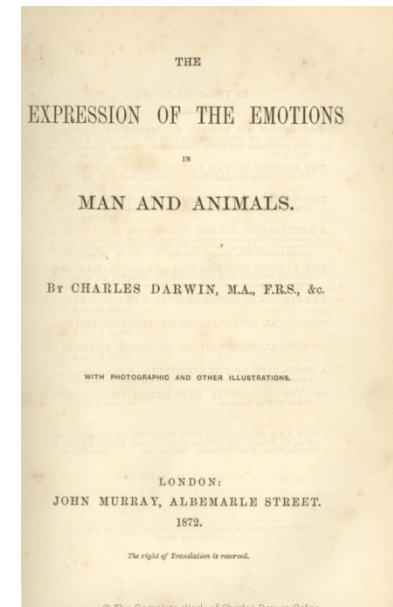 THE
EXPRESSION OF THE EMOTIONS
IN
MAN AND ANIMALS.
BY CHARLES DARWIN, M.A., F.R.S., &c.
WITH PHOTOGRAPHIC AND OTHER ILLUSTRATIONS.
LONDON:
JOHN MURRAY, ALBEMARLE STREET.
1872.
The right of Translation is reserved.